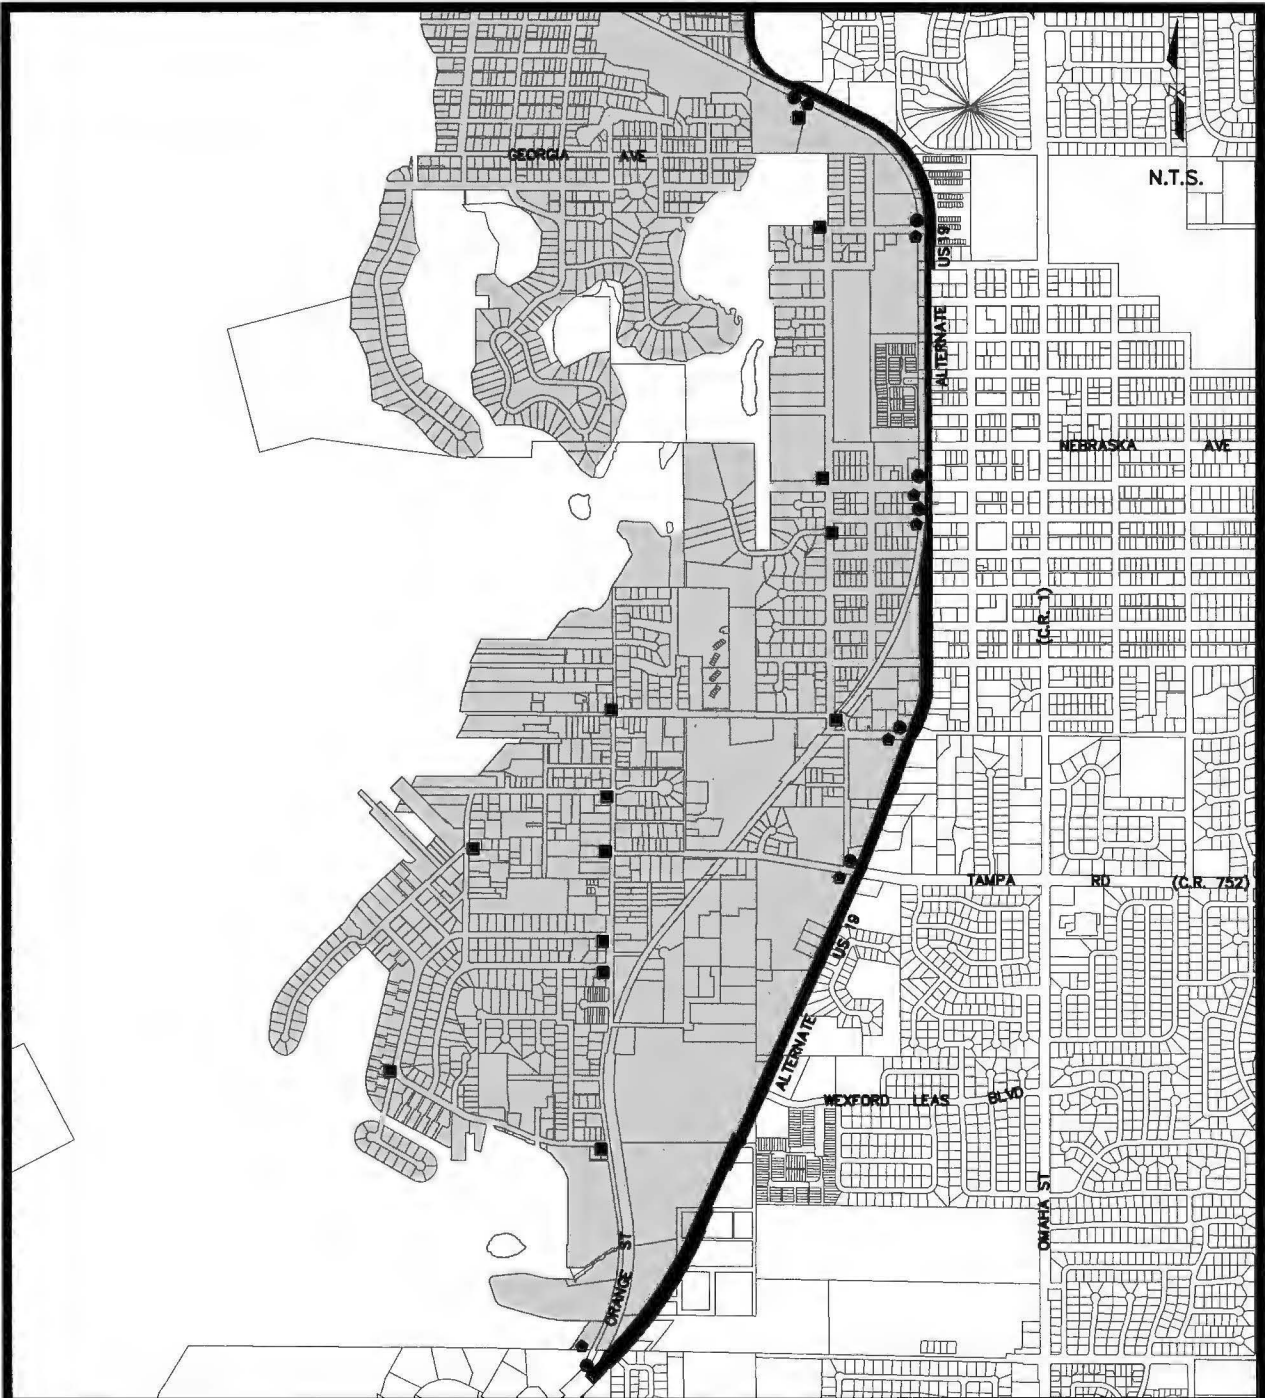 GEORGIA AVE
N.T.S.
ALTERNATE US 19
NEBRASKA AVE
(C.R. 1)
TAMPA RD (C.R. 752)
ALTERNATE US 19
WEXFORD LEAS BLVD
OMAHA ST
ORANGE ST